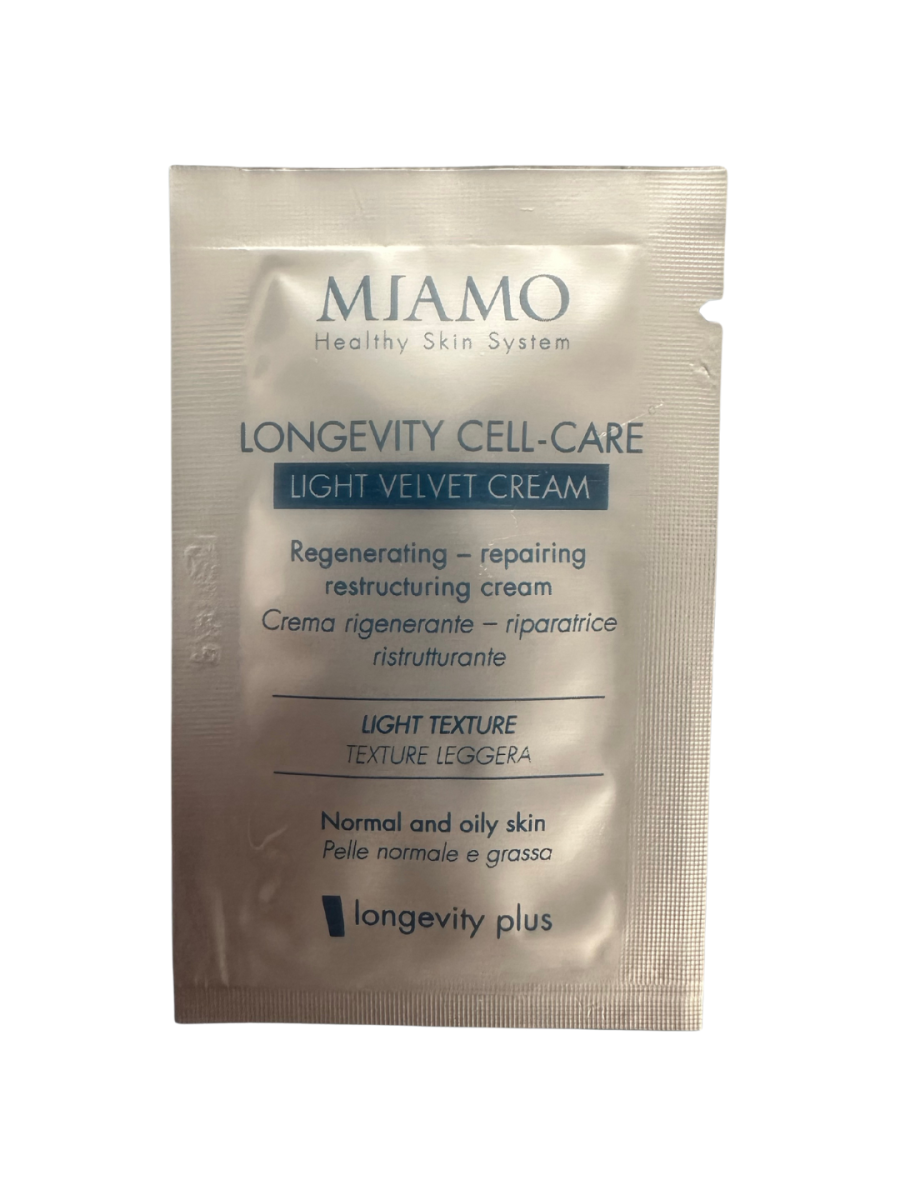 MIAMO
Healthy Skin System
LONGEVITY CELL-CARE
LIGHT VELVET CREAM
Regenerating – repairing
restructuring cream
Crema rigenerante – riparatrice
ristrutturante
LIGHT TEXTURE
TEXTURE LEGGERA
Normal and oily skin
Pelle normale e grassa
longevity plus